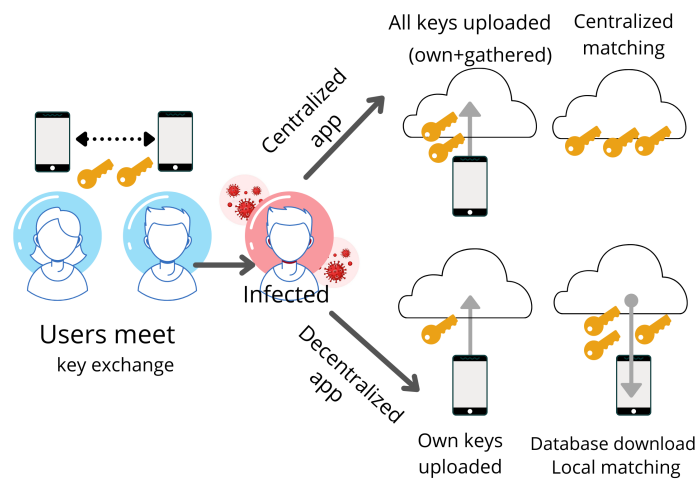 All keys uploaded
(own+gathered)
Centralized
matching
Centralized
app
Infected
Users meet
key exchange
Decentralized
app
Own keys
uploaded
Database download
Local matching